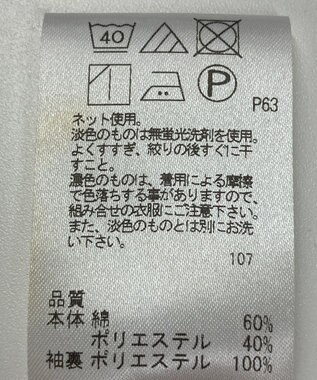 40
P
P63
ネット使用。
淡色のものは無蛍光洗剤を使用。
よくすすぎ、絞りの後すぐに干
すこと。
濃色のものは、着用による摩擦
で色落ちする事がありますので、
組み合せの衣服にご注意下さい。
また、淡色のものとは別にお洗
い下さい。
107
品質
本体 綿 60%
ポリエステル 40%
袖裏 ポリエステル 100%